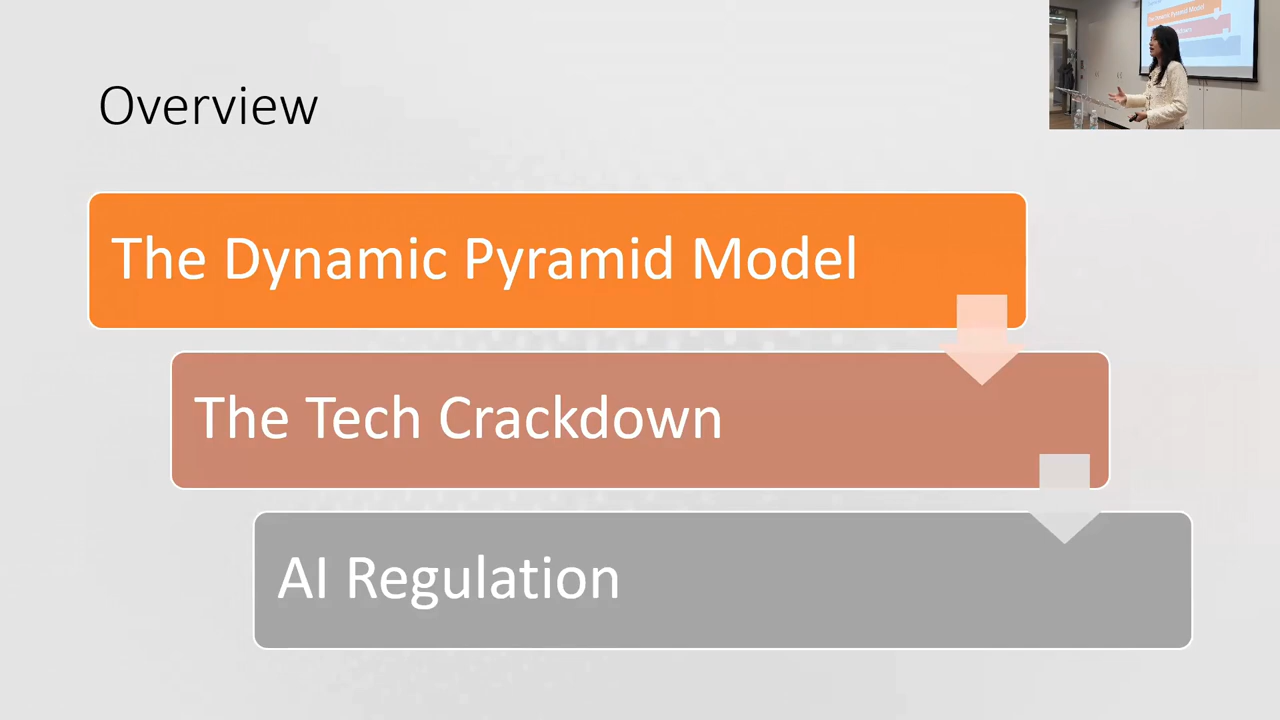 Overview
The Dynamic Pyramid Model
The Tech Crackdown
AI Regulation